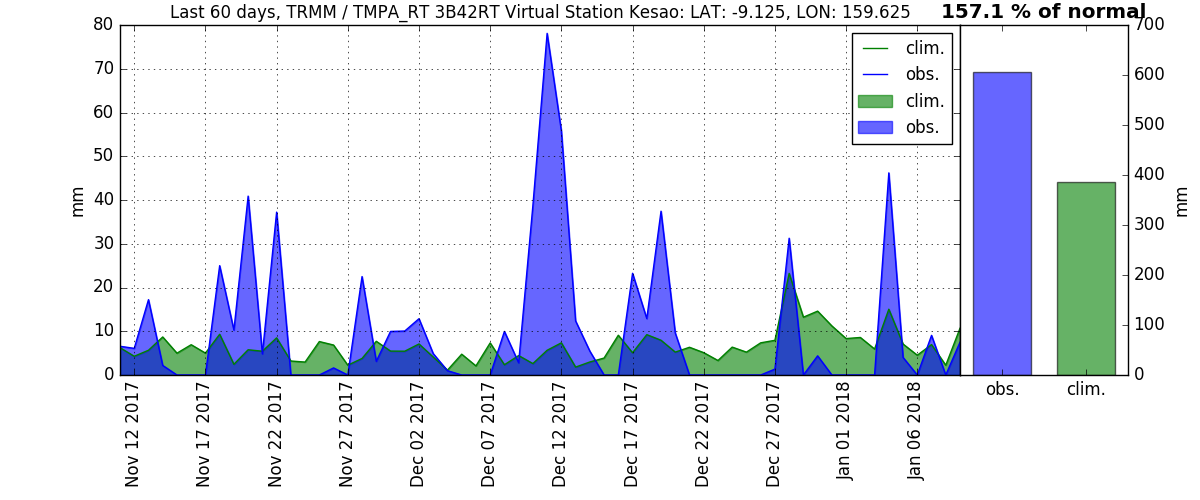 Last 60 days, TRMM / TMPA_RT 3B42RT Virtual Station Kesao: LAT: -9.125, LON: 159.625
157.1 % of normal
80
70
60
50
40
30
20
10
0
mm
clim.
obs.
clim.
obs.
Nov 12 2017
Nov 17 2017
Nov 22 2017
Nov 27 2017
Dec 02 2017
Dec 07 2017
Dec 12 2017
Dec 17 2017
Dec 22 2017
Dec 27 2017
Jan 01 2018
Jan 06 2018
700
600
500
400
300
200
100
0
mm
obs.
clim.